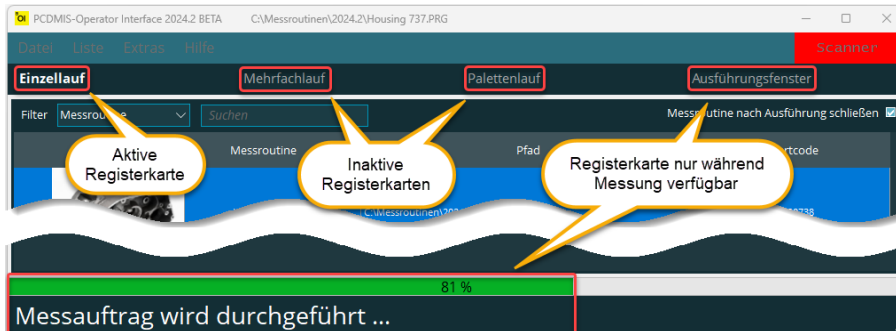 OI PCDMIS-Operator Interface 2024.2 BETA C:\Messroutinen\2024.2\Housing 737.PRG
Datei Liste Extras Hilfe Scanner
Einzellauf Mehrfachlauf Palettenlauf Ausführungsfenster
Filter Messroutine Suchen Messroutine nach Ausführung schließen
Messroutine Pfad
Aktive
Registerkarte
Inaktive
Registerkarten
Registerkarte nur während
Messung verfügbar
81 %
Messauftrag wird durchgeführt ...